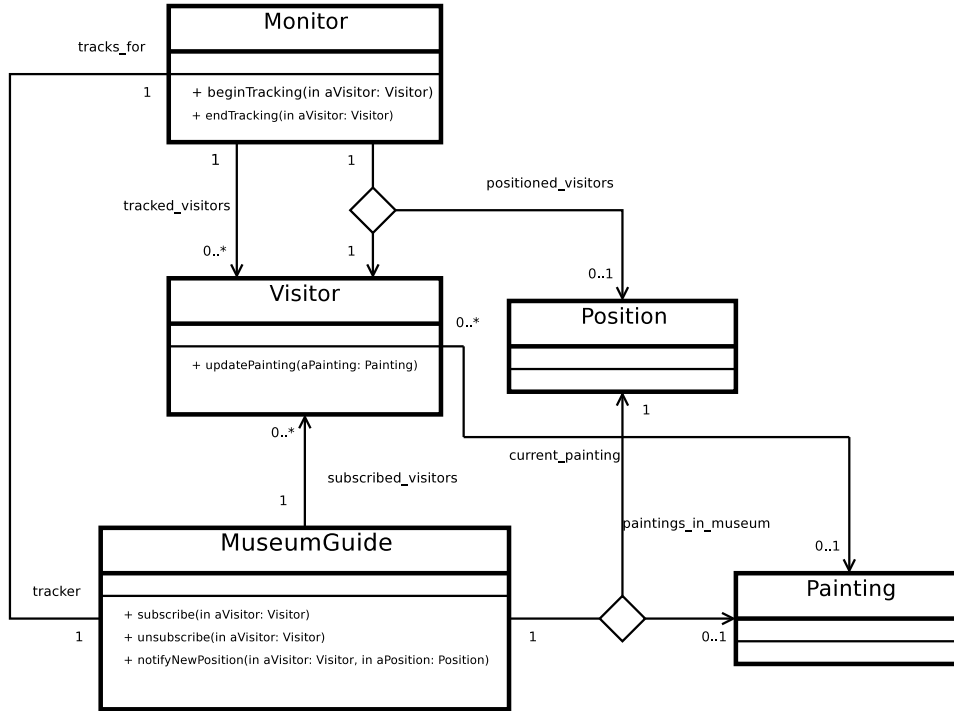 Monitor
tracks_for
1
+ beginTracking(in aVisitor: Visitor)
+ endTracking(in aVisitor: Visitor)
1
1
positioned_visitors
tracked_visitors
0..*
1
0..1
Visitor
Position
0..*
+ updatePainting(aPainting: Painting)
1
0..*
current_painting
subscribed_visitors
1
paintings_in_museum
MuseumGuide
0..1
Painting
tracker
+ subscribe(in aVisitor: Visitor)
+ unsubscribe(in aVisitor: Visitor)
1
1
0..1
+ notifyNewPosition(in aVisitor: Visitor, in aPosition: Position)